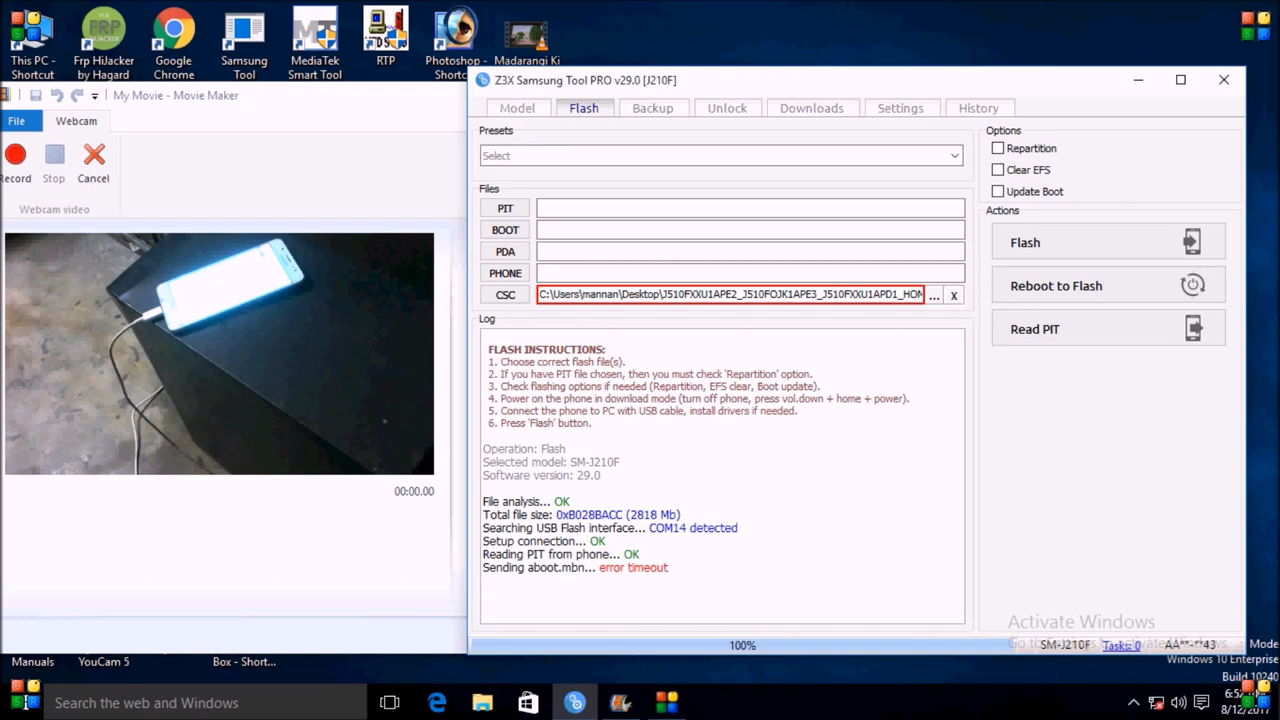 This PC -
Shortcut
FRP
Frp HiJacker
by Hagard
Google
Chrome
Samsung
Tool
MediaTek
Smart Tool
RTP
Photoshop -
Shortc
Madarangi Ki
My Movie - Movie Maker
File
Webcam
Record
Stop
Cancel
Webcam video
00:00.00
Z3X Samsung Tool PRO v29.0 [J210F]
Model
Flash
Backup
Unlock
Downloads
Settings
History
Presets
Select
Files
PIT
BOOT
PDA
PHONE
CSC
C:\Users\mannan\Desktop\J510FXXU1APE2_J510FOJK1APE3_J510FXXU1APD1_HOM
...
x
Log
FLASH INSTRUCTIONS:
1. Choose correct flash file(s).
2. If you have PIT file chosen, then you must check 'Repartition' option.
3. Check flashing options if needed (Repartition, EFS clear, Boot update).
4. Power on the phone in download mode (turn off phone, press vol.down + home + power).
5. Connect the phone to PC with USB cable, install drivers if needed.
6. Press 'Flash' button.
Operation: Flash
Selected model: SM-J210F
Software version: 29.0
File analysis... OK
Total file size: 0xB028BACC (2818 Mb)
Searching USB Flash interface... COM14 detected
Setup connection... OK
Reading PIT from phone... OK
Sending aboot.mbn... error timeout
Options
Repartition
Clear EFS
Update Boot
Actions
Flash
Reboot to Flash
Read PIT
Activate Windows
100%
SM-J210F
Tasks: 0
AA**-**43
Mode
Windows 10 Enterprise
Build 10240
Manuals
YouCam 5
Box - Short...
Search the web and Windows
6:52
8/12/2017